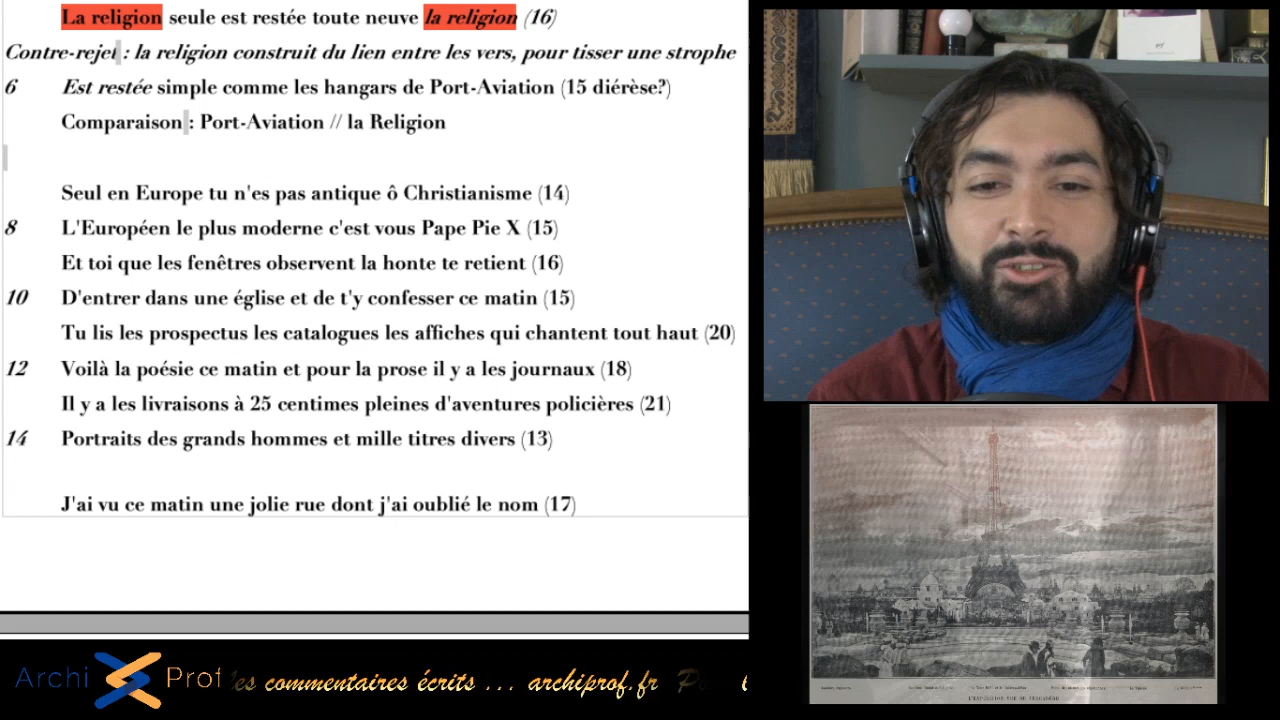 La religion seule est restée toute neuve la religion (16)
Contre-rejet : la religion construit du lien entre les vers, pour tisser une strophe
6 Est restée simple comme les hangars de Port-Aviation (15 diérèse?)
Comparaison : Port-Aviation // la Religion
Seul en Europe tu n'es pas antique ô Christianisme (14)
8 L'Européen le plus moderne c'est vous Pape Pie X (15)
Et toi que les fenêtres observent la honte te retient (16)
10 D'entrer dans une église et de t'y confesser ce matin (15)
Tu lis les prospectus les catalogues les affiches qui chantent tout haut (20)
12 Voilà la poésie ce matin et pour la prose il y a les journaux (18)
Il y a les livraisons à 25 centimes pleines d'aventures policières (21)
14 Portraits des grands hommes et mille titres divers (13)
J'ai vu ce matin une jolie rue dont j'ai oublié le nom (17)
Archi Prof
les commentaires écrits ... archiprof.fr
L'EXPOSITION VUE DU TROCADÉRO